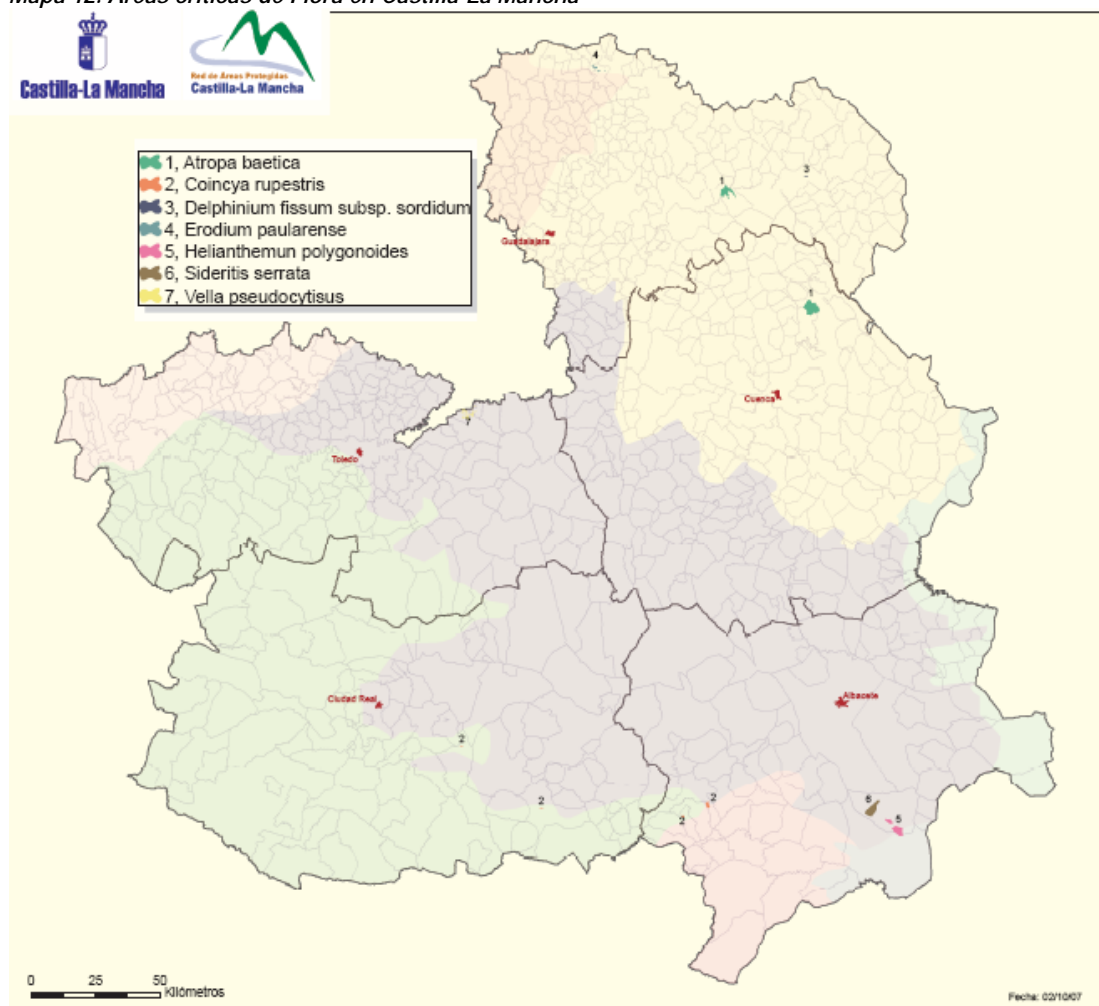 Mapa 12. Áreas críticas de Flora en Castilla-La Mancha
Castilla-La Mancha
Red de Áreas Protegidas
Castilla-La Mancha
1, Atropa baetica
2, Coincya rupestris
3, Delphinium fissum subsp. sordidum
4, Erodium paularense
5, Helianthemun polygonoides
6, Sideritis serrata
7, Vella pseudocytisus
4
1
3
Guadalajara
1
Cuenca
7
Toledo
Ciudad Real
Albacete
2
2
2
2
6
5
0 25 50
Kilómetros
Fecha: 02/10/07